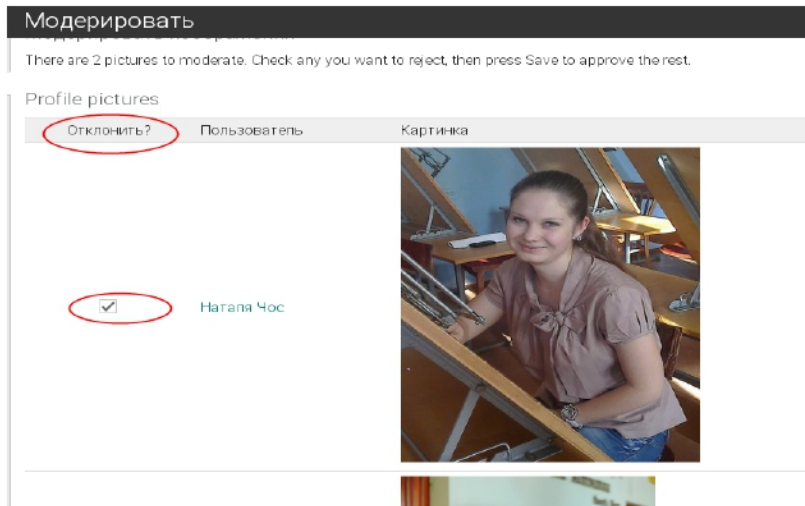 Модерировать
There are 2 pictures to moderate. Check any you want to reject, then press Save to approve the rest.
Profile pictures
Отклонить? Пользователь Картинка
Наталя Чос